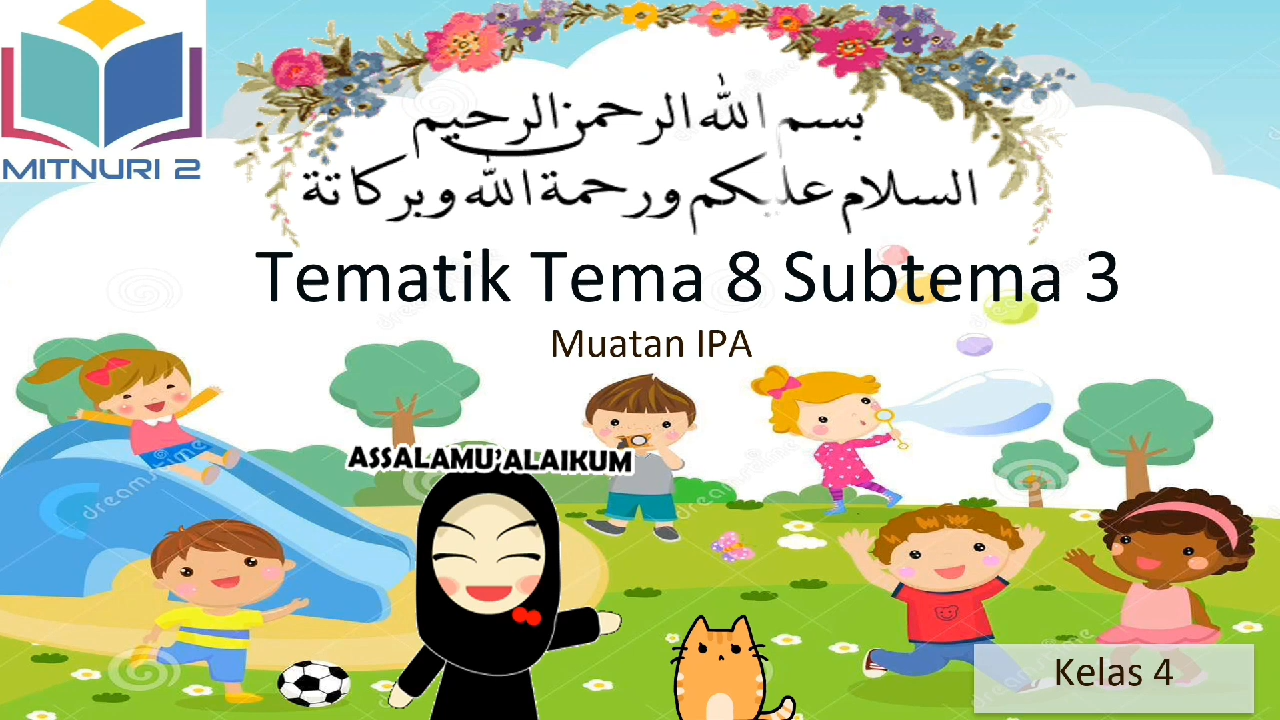 MITNURI 2
بسم الله الرحمن الرحيم
السلام عليكم ورحمة الله وبركاتة
Tematik Tema 8 Subtema 3
Muatan IPA
ASSALAMU'ALAIKUM
Kelas 4
dreamstime